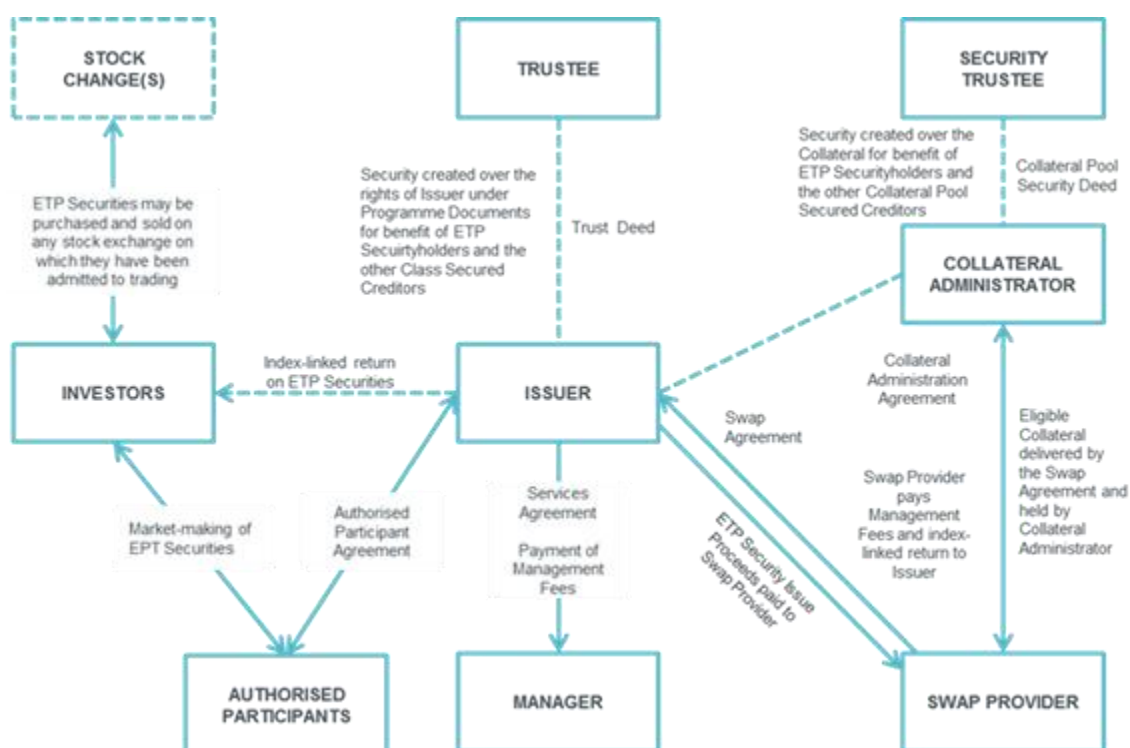 STOCK
CHANGE(S)
TRUSTEE
SECURITY
TRUSTEE
ETP Securities may be
purchased and sold on
any stock exchange on
which they have been
admitted to trading
Security created over the
rights of Issuer under
Programme Documents
for benefit of ETP
Secuirtyholders and the
other Class Secured
Creditors
Trust Deed
Security created over the
Collateral for benefit of
ETP Securityholders and
the other Collateral Pool
Secured Creditors
Collateral Pool
Security Deed
COLLATERAL
ADMINISTRATOR
INVESTORS
Index-linked return
on ETP Securities
ISSUER
Swap
Agreement
Collateral
Administration
Agreement
Eligible
Collateral
delivered by
the Swap
Agreement and
held by
Collateral
Administrator
Market-making of
EPT Securities
Authorised
Participant
Agreement
Services
Agreement
Payment of
Management
Fees
ETP Security Issue
Proceeds paid to
Swap Provider
Swap Provider
pays
Management
Fees and index-
linked return to
Issuer
AUTHORISED
PARTICIPANTS
MANAGER
SWAP PROVIDER